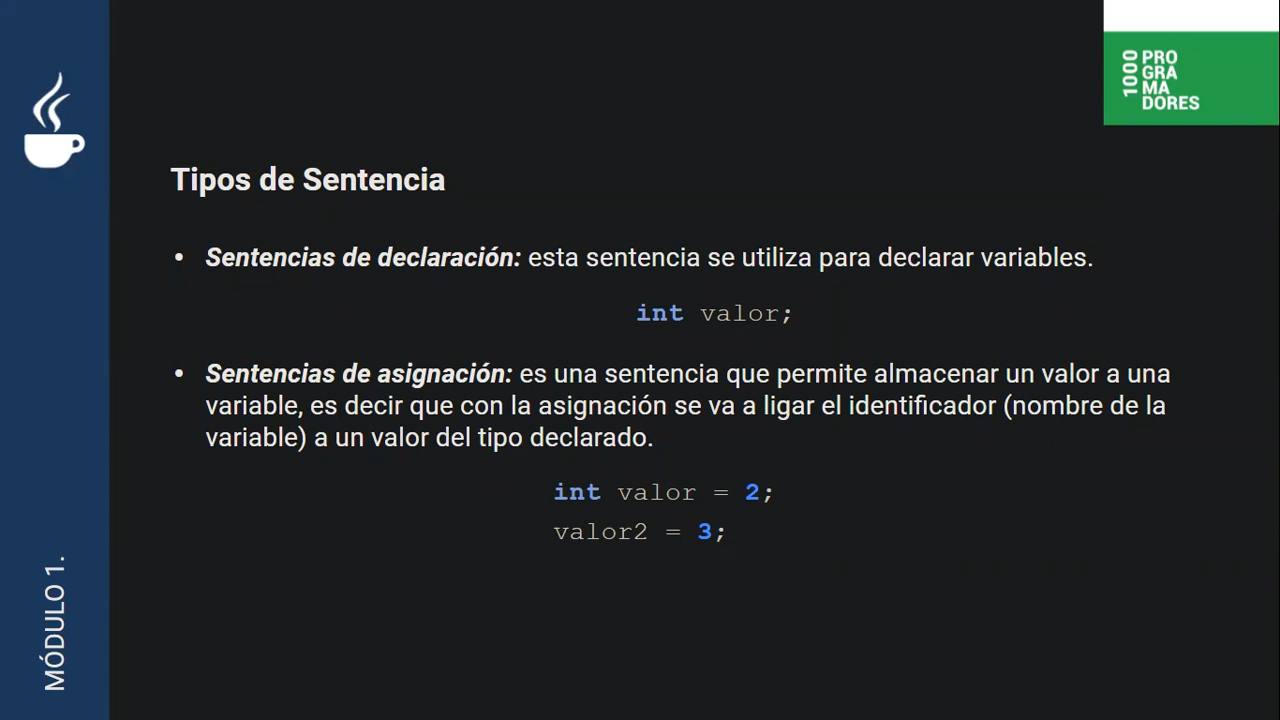 1000
PRO
GRA
MA
DORES
Tipos de Sentencia
• Sentencias de declaración: esta sentencia se utiliza para declarar variables.
int valor;
• Sentencias de asignación: es una sentencia que permite almacenar un valor a una
variable, es decir que con la asignación se va a ligar el identificador (nombre de la
variable) a un valor del tipo declarado.
int valor = 2;
valor2 = 3;
MÓDULO 1.